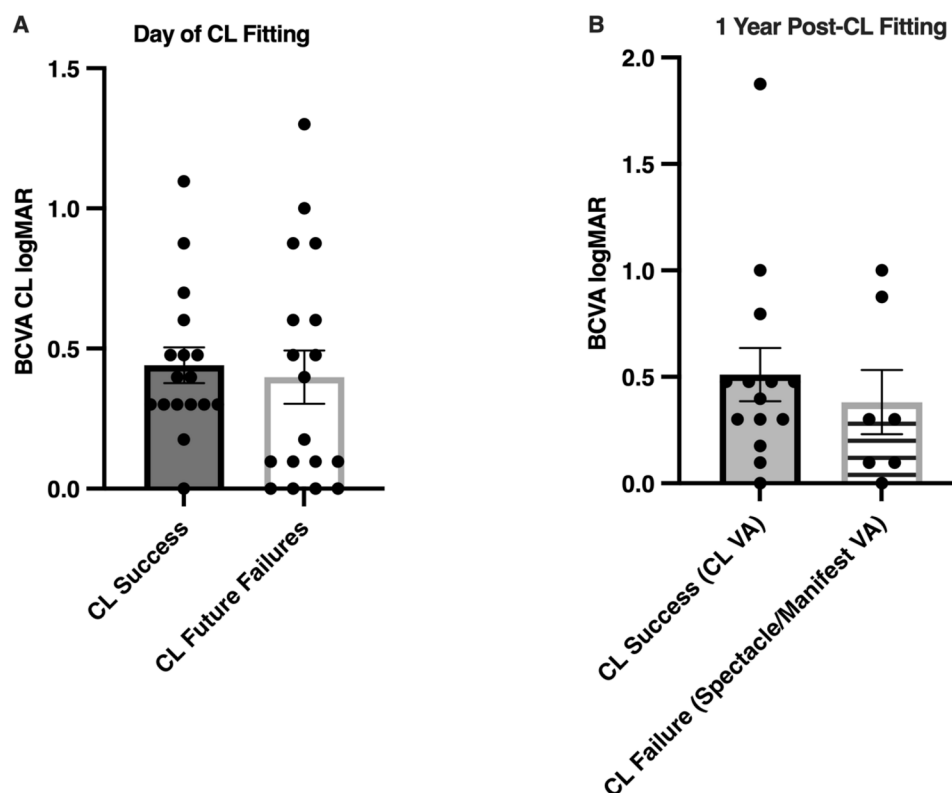 A
Day of CL Fitting
BCVA CL logMAR
1.5
1.0
0.5
0.0
CL Success
CL Future Failures
B
1 Year Post-CL Fitting
BCVA logMAR
2.0
1.5
1.0
0.5
0.0
CL Success (CL VA)
CL Failure (Spectacle/Manifest VA)